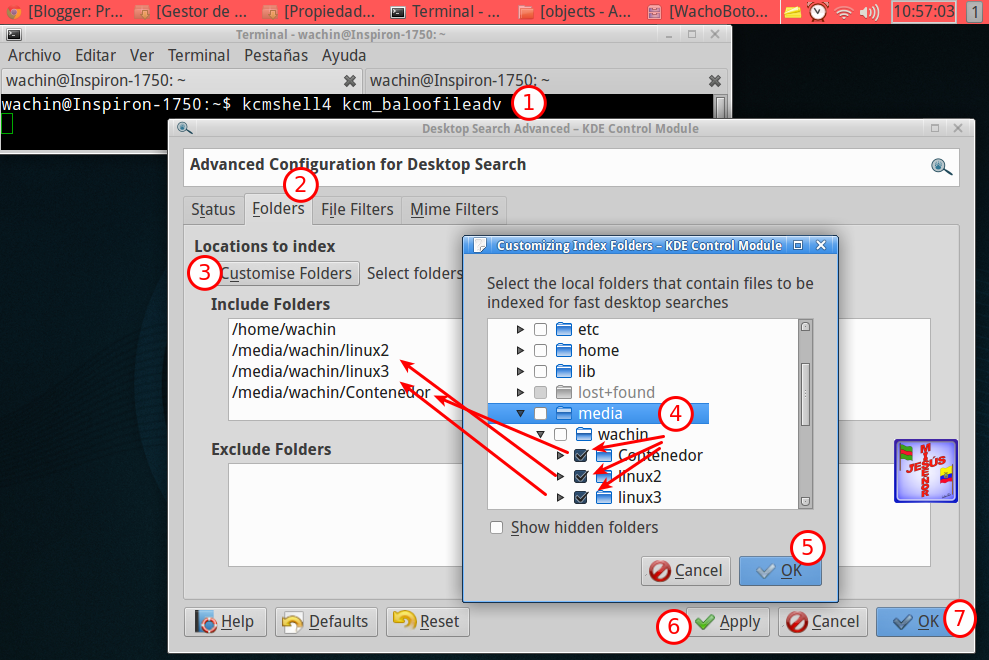 [Blogger: Pr... [Gestor de ... [Propiedad... Terminal - ... [objects - A... [WachoBoto... 10:57:03 1
Terminal - wachin@Inspiron-1750: ~
Archivo Editar Ver Terminal Pestañas Ayuda
wachin@Inspiron-1750: ~ wachin@Inspiron-1750: ~
wachin@Inspiron-1750:~$ kcmshell4 kcm_baloofileadv 1
Desktop Search Advanced – KDE Control Module
Advanced Configuration for Desktop Search
2
Status Folders File Filters Mime Filters
Locations to index
3 Customise Folders Select folders
Include Folders
/home/wachin
/media/wachin/linux2
/media/wachin/linux3
/media/wachin/Contenedor
Exclude Folders
Customizing Index Folders – KDE Control Module
Select the local folders that contain files to be
indexed for fast desktop searches
etc
home
lib
lost+found
media 4
wachin
Contenedor
linux2
linux3
Show hidden folders
5
Cancel OK
MI SEÑOR
JESÚS
Help Defaults Reset 6 Apply Cancel OK 7